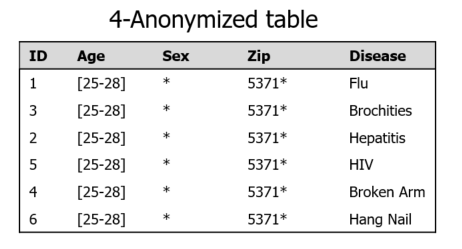 4-Anonymized table
ID Age Sex Zip Disease
1 [25-28] * 5371* Flu
3 [25-28] * 5371* Brochities
2 [25-28] * 5371* Hepatitis
5 [25-28] * 5371* HIV
4 [25-28] * 5371* Broken Arm
6 [25-28] * 5371* Hang Nail